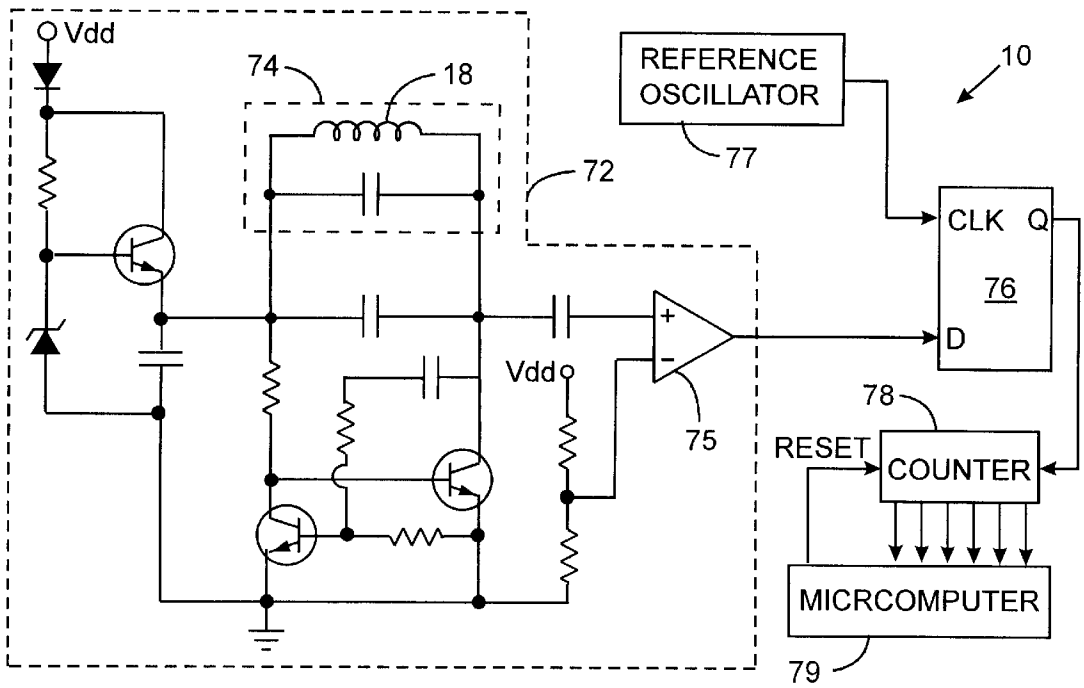 Vdd
74
18
REFERENCE
OSCILLATOR
10
77
72
CLK Q
76
D
+
−
Vdd
75
78
RESET
COUNTER
MICRCOMPUTER
79